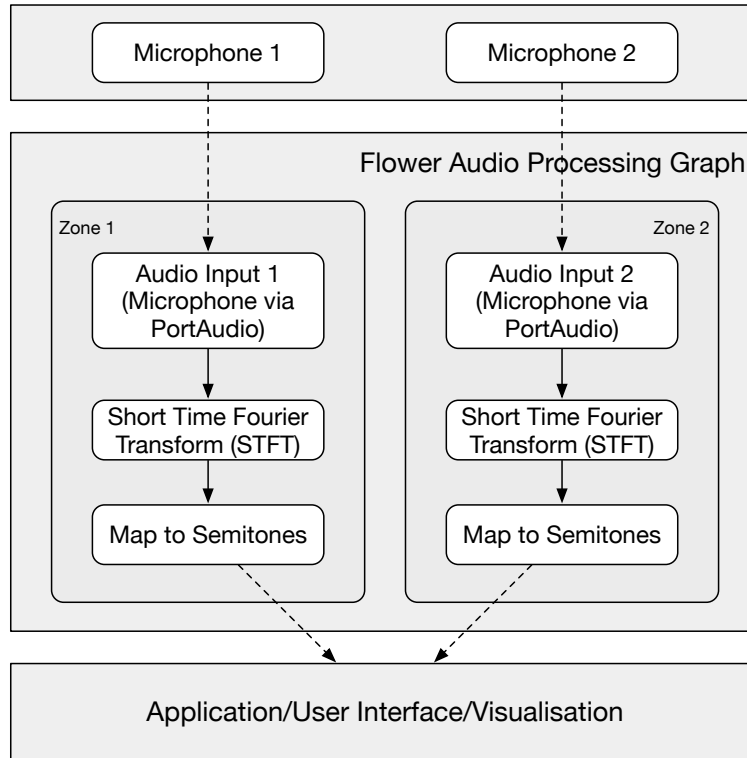 Microphone 1
Microphone 2
Flower Audio Processing Graph
Zone 1
Audio Input 1
(Microphone via
PortAudio)
Short Time Fourier
Transform (STFT)
Map to Semitones
Zone 2
Audio Input 2
(Microphone via
PortAudio)
Short Time Fourier
Transform (STFT)
Map to Semitones
Application/User Interface/Visualisation